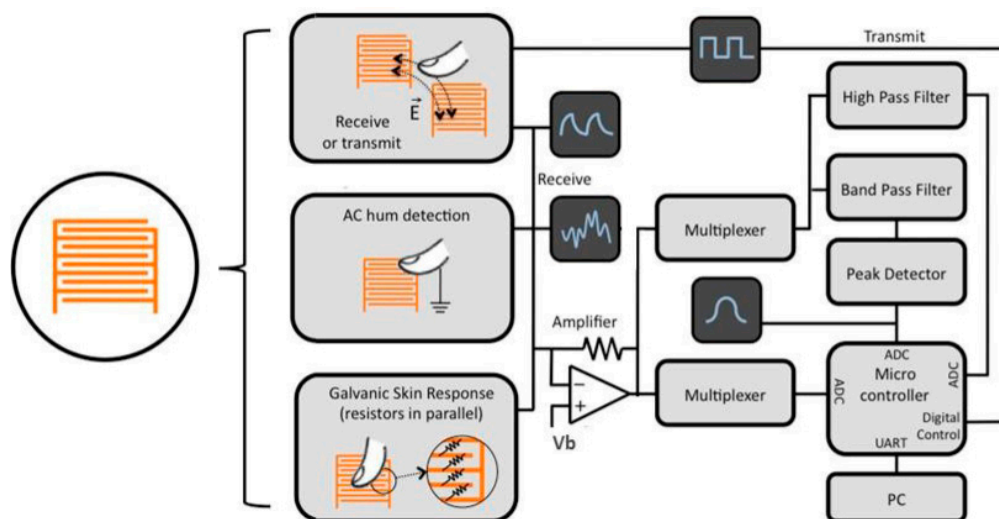 E
Receive
or transmit
AC hum detection
Galvanic Skin Response
(resistors in parallel)
Receive
Amplifier
Vb
Transmit
Multiplexer
Multiplexer
High Pass Filter
Band Pass Filter
Peak Detector
ADC
ADC
ADC
Micro
controller
Digital
Control
UART
PC